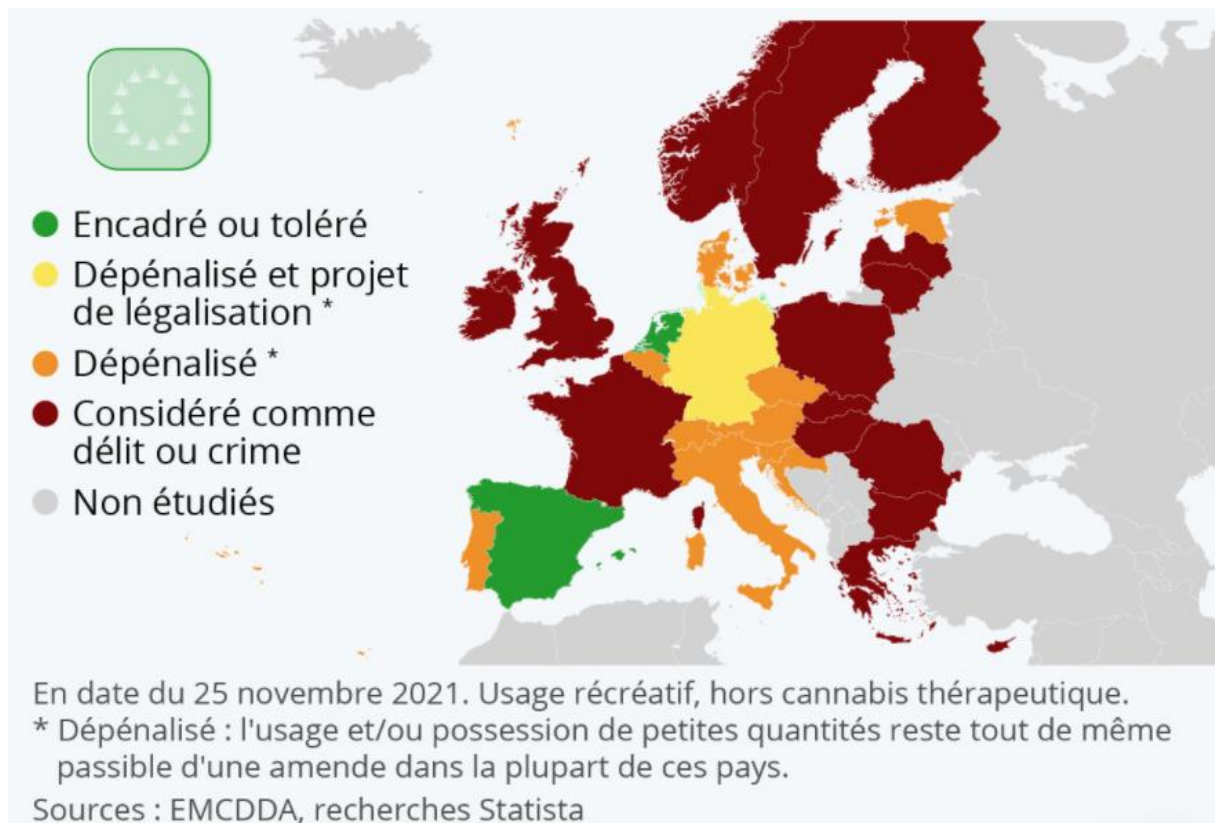 Encadré ou toléré
Dépénalisé et projet
de légalisation *
Dépénalisé *
Considéré comme
délit ou crime
Non étudiés
En date du 25 novembre 2021. Usage récréatif, hors cannabis thérapeutique.
* Dépénalisé : l'usage et/ou possession de petites quantités reste tout de même
passible d'une amende dans la plupart de ces pays.
Sources : EMCDDA, recherches Statista